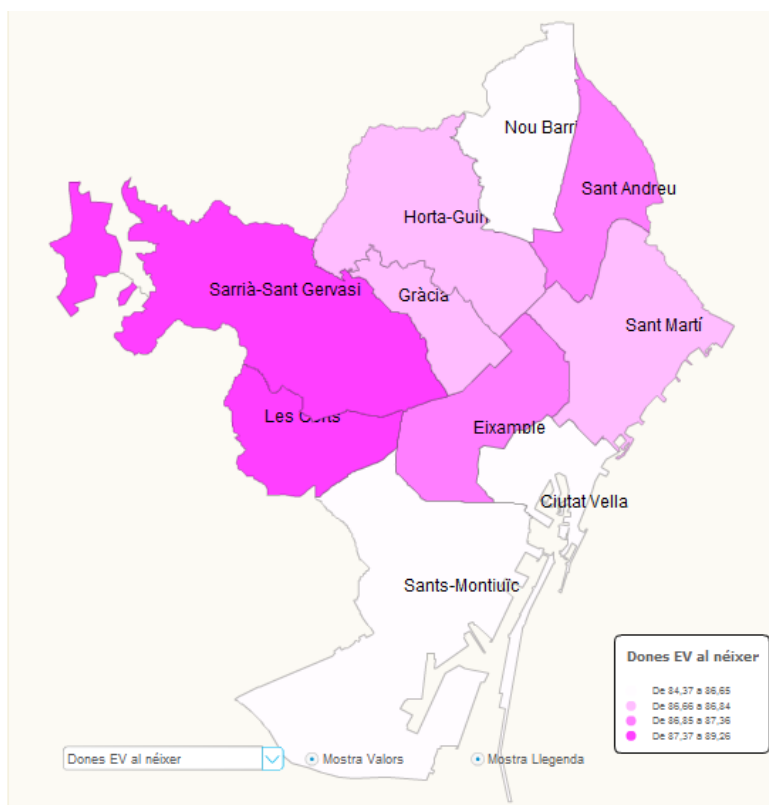 Nou Barri
Sant Andreu
Horta-Guin
Sarrià-Sant Gervasi
Gràcia
Sant Martí
Les Corts
Eixample
Ciutat Vella
Sants-Montjuïc
Dones EV al néixer
De 84,37 a 86,65
De 86,66 a 86,84
De 86,85 a 87,36
De 87,37 a 89,26
Dones EV al néixer
Mostra Valors
Mostra Llegenda